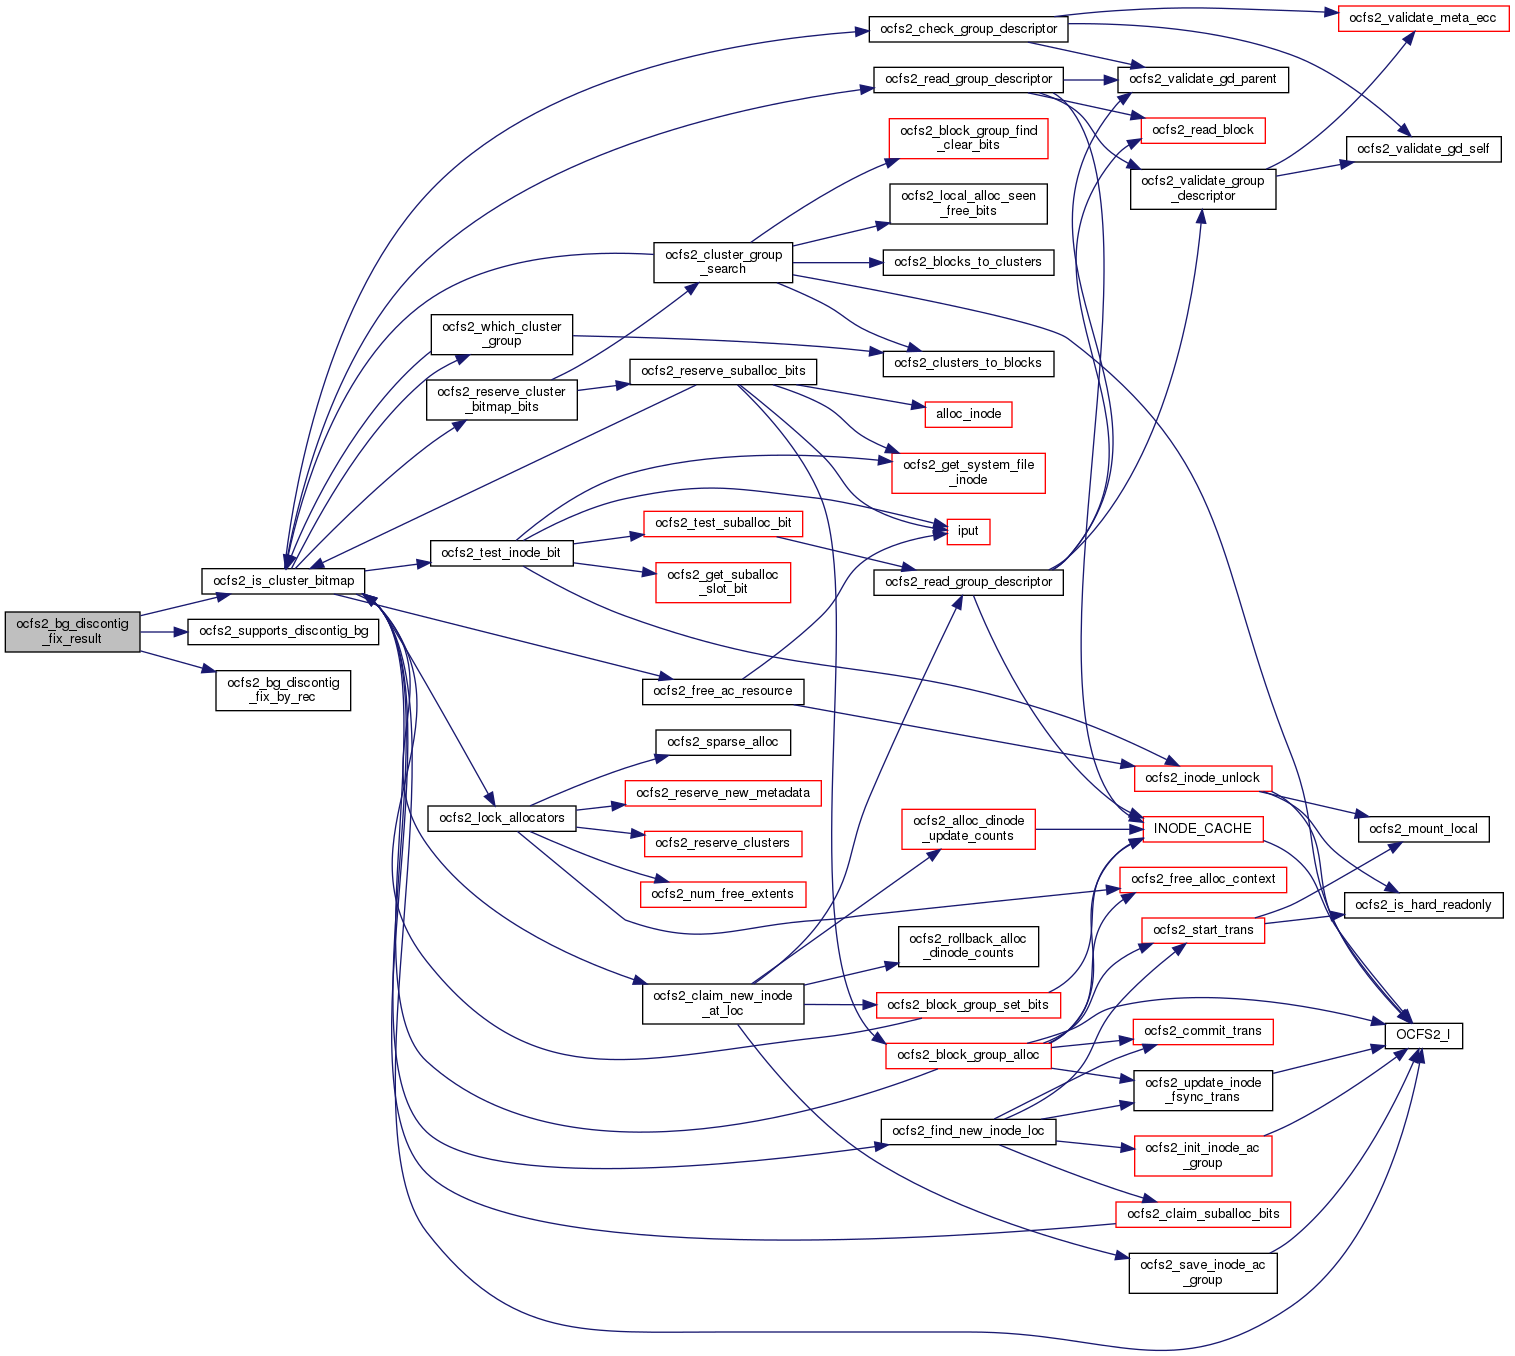 ocfs2_bg_discontig
_fix_result
ocfs2_is_cluster_bitmap
ocfs2_supports_discontig_bg
ocfs2_bg_discontig
_fix_by_rec
ocfs2_which_cluster
_group
ocfs2_reserve_cluster
_bitmap_bits
ocfs2_test_inode_bit
ocfs2_lock_allocators
ocfs2_cluster_group
_search
ocfs2_reserve_suballoc_bits
ocfs2_test_suballoc_bit
ocfs2_get_suballoc
_slot_bit
ocfs2_free_ac_resource
ocfs2_sparse_alloc
ocfs2_reserve_new_metadata
ocfs2_reserve_clusters
ocfs2_num_free_extents
ocfs2_claim_new_inode
_at_loc
ocfs2_check_group_descriptor
ocfs2_read_group_descriptor
ocfs2_block_group_find
_clear_bits
ocfs2_local_alloc_seen
_free_bits
ocfs2_blocks_to_clusters
ocfs2_clusters_to_blocks
alloc_inode
ocfs2_get_system_file
_inode
iput
ocfs2_read_group_descriptor
ocfs2_alloc_dinode
_update_counts
ocfs2_rollback_alloc
_dinode_counts
ocfs2_block_group_set_bits
ocfs2_block_group_alloc
ocfs2_find_new_inode_loc
ocfs2_validate_gd_parent
ocfs2_read_block
ocfs2_validate_group
_descriptor
ocfs2_inode_unlock
INODE_CACHE
ocfs2_free_alloc_context
ocfs2_start_trans
ocfs2_commit_trans
ocfs2_update_inode
_fsync_trans
ocfs2_init_inode_ac
_group
ocfs2_claim_suballoc_bits
ocfs2_save_inode_ac
_group
ocfs2_validate_meta_ecc
ocfs2_validate_gd_self
ocfs2_mount_local
ocfs2_is_hard_readonly
OCFS2_I